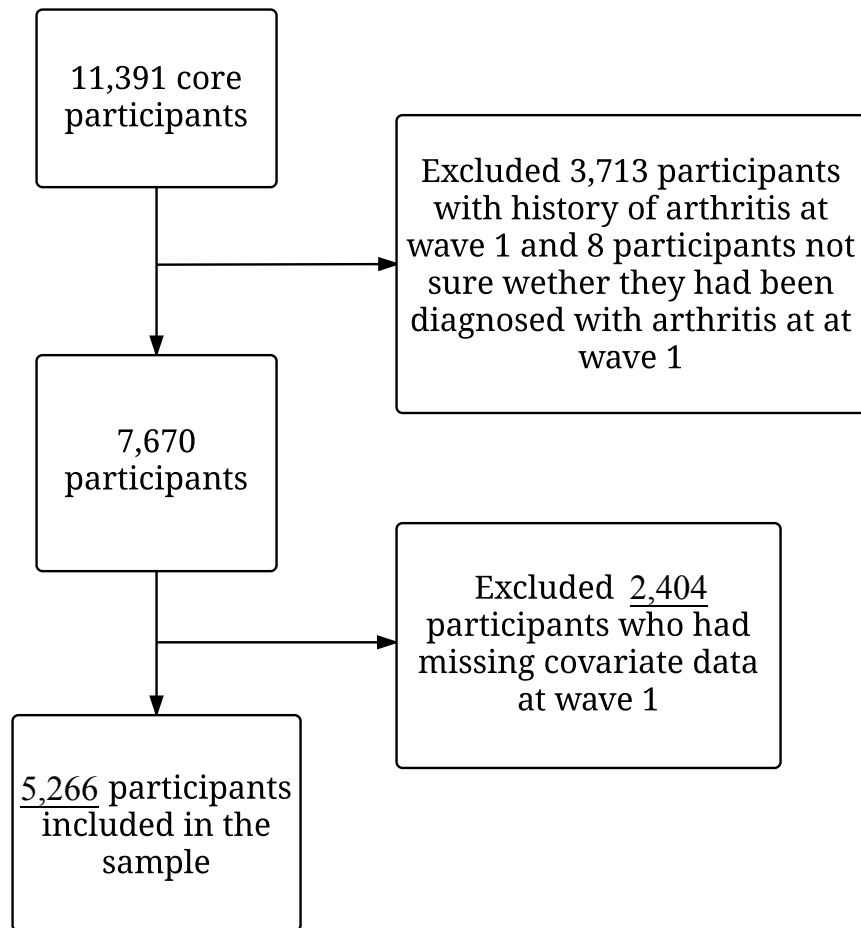 11,391 core
participants
Excluded 3,713 participants
with history of arthritis at
wave 1 and 8 participants not
sure wether they had been
diagnosed with arthritis at at
wave 1
7,670
participants
Excluded 2,404
participants who had
missing covariate data
at wave 1
5,266 participants
included in the
sample